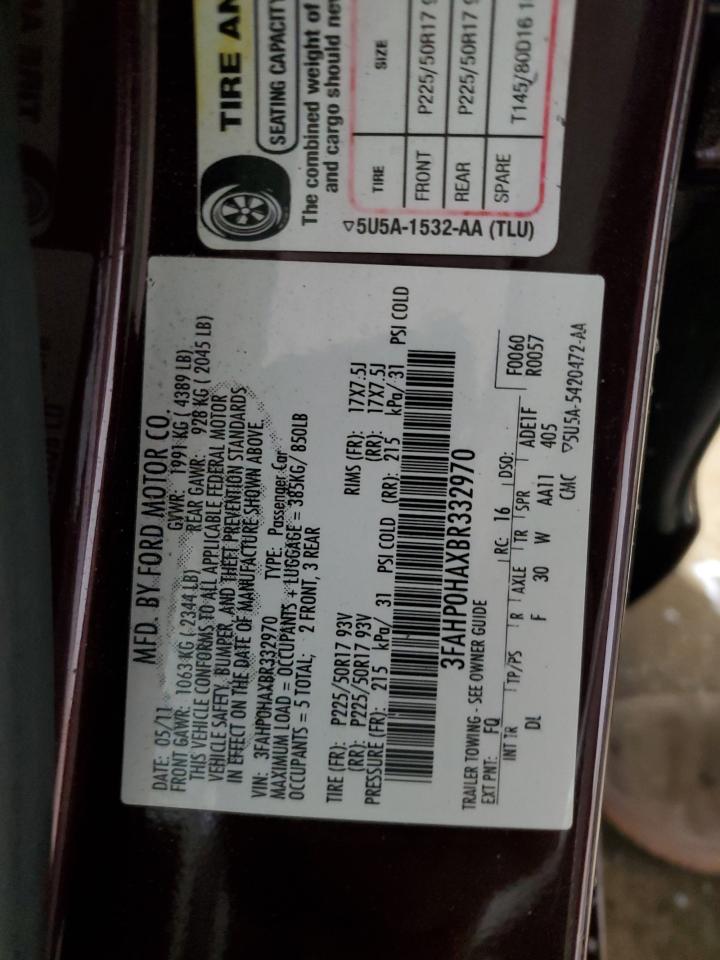 TIRE AN
SEATING CAPACITY
The combined weight of
and cargo should nev
TIRE SIZE
FRONT P225/50R17 9
REAR P225/50R17 9
SPARE T145/80D16 1
▽5U5A-1532-AA (TLU)
MFD. BY FORD MOTOR CO.
DATE: 05/11 GVWR: 1991 KG ( 4389 LB)
FRONT GAWR: 1063 KG ( 2344 LB) REAR GAWR: 928 KG ( 2045 LB)
THIS VEHICLE CONFORMS TO ALL APPLICABLE FEDERAL MOTOR
VEHICLE SAFETY, BUMPER, AND THEFT PREVENTION STANDARDS
IN EFFECT ON THE DATE OF MANUFACTURE SHOWN ABOVE.
VIN: 3FAHP0HAXBR332970 TYPE: Passenger Car
MAXIMUM LOAD = OCCUPANTS + LUGGAGE = 385KG/ 850LB
OCCUPANTS = 5 TOTAL; 2 FRONT, 3 REAR
TIRE (FR): P225/50R17 93V RIMS (FR): 17X7.5J
(RR): P225/50R17 93V (RR): 17X7.5J
PRESSURE (FR): 215 kPa/ 31 PSI COLD (RR): 215 kPa/ 31 PSI COLD
3FAHP0HAXBR332970
TRAILER TOWING - SEE OWNER GUIDE
EXT PNT: FQ RC: 16 DSO: F0060
R0057
INT TR TP/PS R AXLE TR SPR ADE1F
DL F 30 W AA11 405
CMC ▽5U5A-5420472-AA